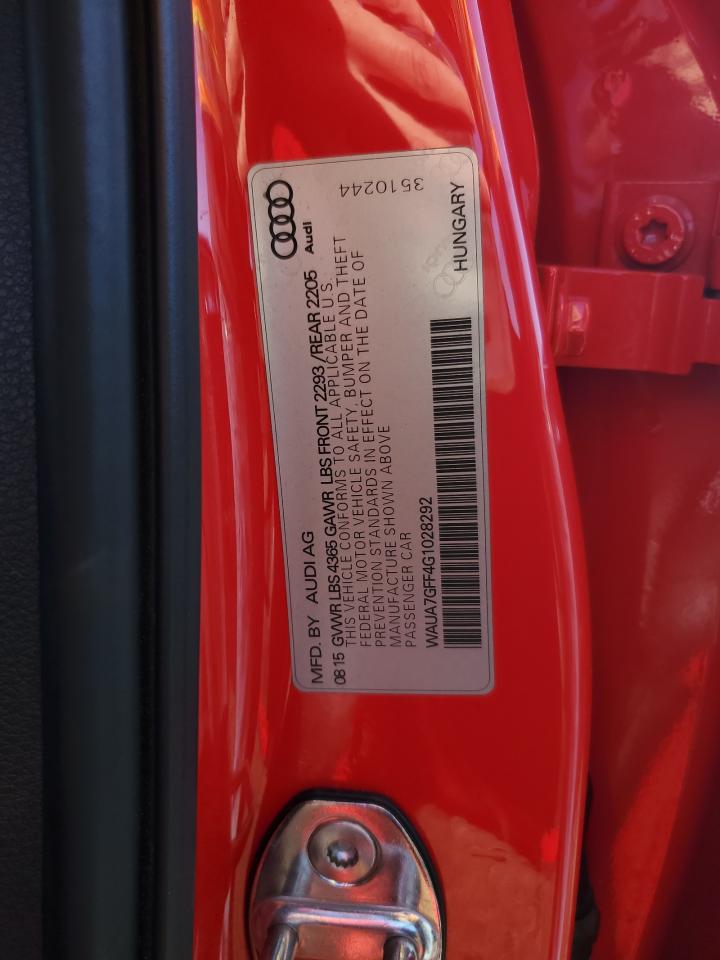 MFD. BY AUDI AG
Audi
08 15 GVWR LBS 4365 GAWR LBS FRONT 2293 /REAR 2205
THIS VEHICLE CONFORMS TO ALL APPLICABLE U.S.
FEDERAL MOTOR VEHICLE SAFETY, BUMPER AND THEFT
PREVENTION STANDARDS IN EFFECT ON THE DATE OF
MANUFACTURE SHOWN ABOVE
PASSENGER CAR
WAUA7GFF4G1028292
HUNGARY
3510244